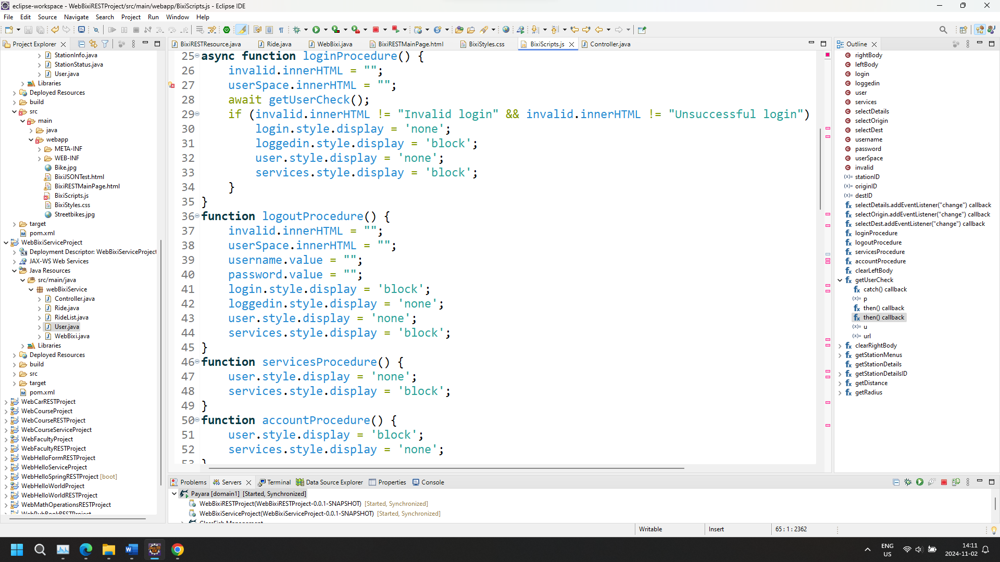 eclipse-workspace - WebBixiRESTProject/src/main/webapp/BixiScripts.js - Eclipse IDE
File Edit Source Navigate Search Project Run Window Help
Project Explorer
StationInfo.java
StationStatus.java
User.java
Libraries
Deployed Resources
build
src
main
java
webapp
META-INF
WEB-INF
Bike.jpg
BixiJSONTest.html
BixiRESTMainPage.html
BixiScripts.js
BixiStyles.css
Streetbikes.jpg
target
pom.xml
WebBixiServiceProject
Deployment Descriptor: WebBixiServiceProject
JAX-WS Web Services
Java Resources
src/main/java
webBixiService
Controller.java
Ride.java
RideList.java
User.java
WebBixi.java
Libraries
Deployed Resources
build
src
target
pom.xml
WebCarRESTProject
WebCourseProject
WebCourseRESTProject
WebCourseServiceProject
WebFacultyProject
WebFacultyRESTProject
WebHelloFormRESTProject
WebHelloServiceProject
WebHelloSpringRESTProject [boot]
WebHelloWorldProject
WebHelloWorldRESTProject
WebMathOperationsRESTProject
BixiRESTResource.java Ride.java WebBixi.java BixiRESTMainPage.html BixiStyles.css BixiScripts.js Controller.java
25 async function loginProcedure() {
26 invalid.innerHTML = "";
27 userSpace.innerHTML = "";
28 await getUserCheck();
29 if (invalid.innerHTML != "Invalid login" && invalid.innerHTML != "Unsuccessful login")
30 login.style.display = 'none';
31 loggedin.style.display = 'block';
32 user.style.display = 'none';
33 services.style.display = 'block';
34 }
35 }
36 function logoutProcedure() {
37 invalid.innerHTML = "";
38 userSpace.innerHTML = "";
39 username.value = "";
40 password.value = "";
41 login.style.display = 'block';
42 loggedin.style.display = 'none';
43 user.style.display = 'none';
44 services.style.display = 'block';
45 }
46 function servicesProcedure() {
47 user.style.display = 'none';
48 services.style.display = 'block';
49 }
50 function accountProcedure() {
51 user.style.display = 'block';
52 services.style.display = 'none';
53 }
Outline
rightBody
leftBody
login
loggedin
user
services
selectDetails
selectOrigin
selectDest
username
password
userSpace
invalid
stationID
originID
destID
selectDetails.addEventListener("change") callback
selectOrigin.addEventListener("change") callback
selectDest.addEventListener("change") callback
loginProcedure
logoutProcedure
servicesProcedure
accountProcedure
clearLeftBody
getUserCheck
catch() callback
p
then() callback
then() callback
u
url
clearRightBody
getStationMenus
getStationDetails
getStationDetailsID
getDistance
getRadius
Problems Servers Terminal Data Source Explorer Properties Console
Payara [domain1] [Started, Synchronized]
WebBixiRESTProject(WebBixiRESTProject-0.0.1-SNAPSHOT) [Started, Synchronized]
WebBixiServiceProject(WebBixiServiceProject-0.0.1-SNAPSHOT) [Started, Synchronized]
Writable Insert 65 : 1 : 2362
ENG
US
14:11
2024-11-02